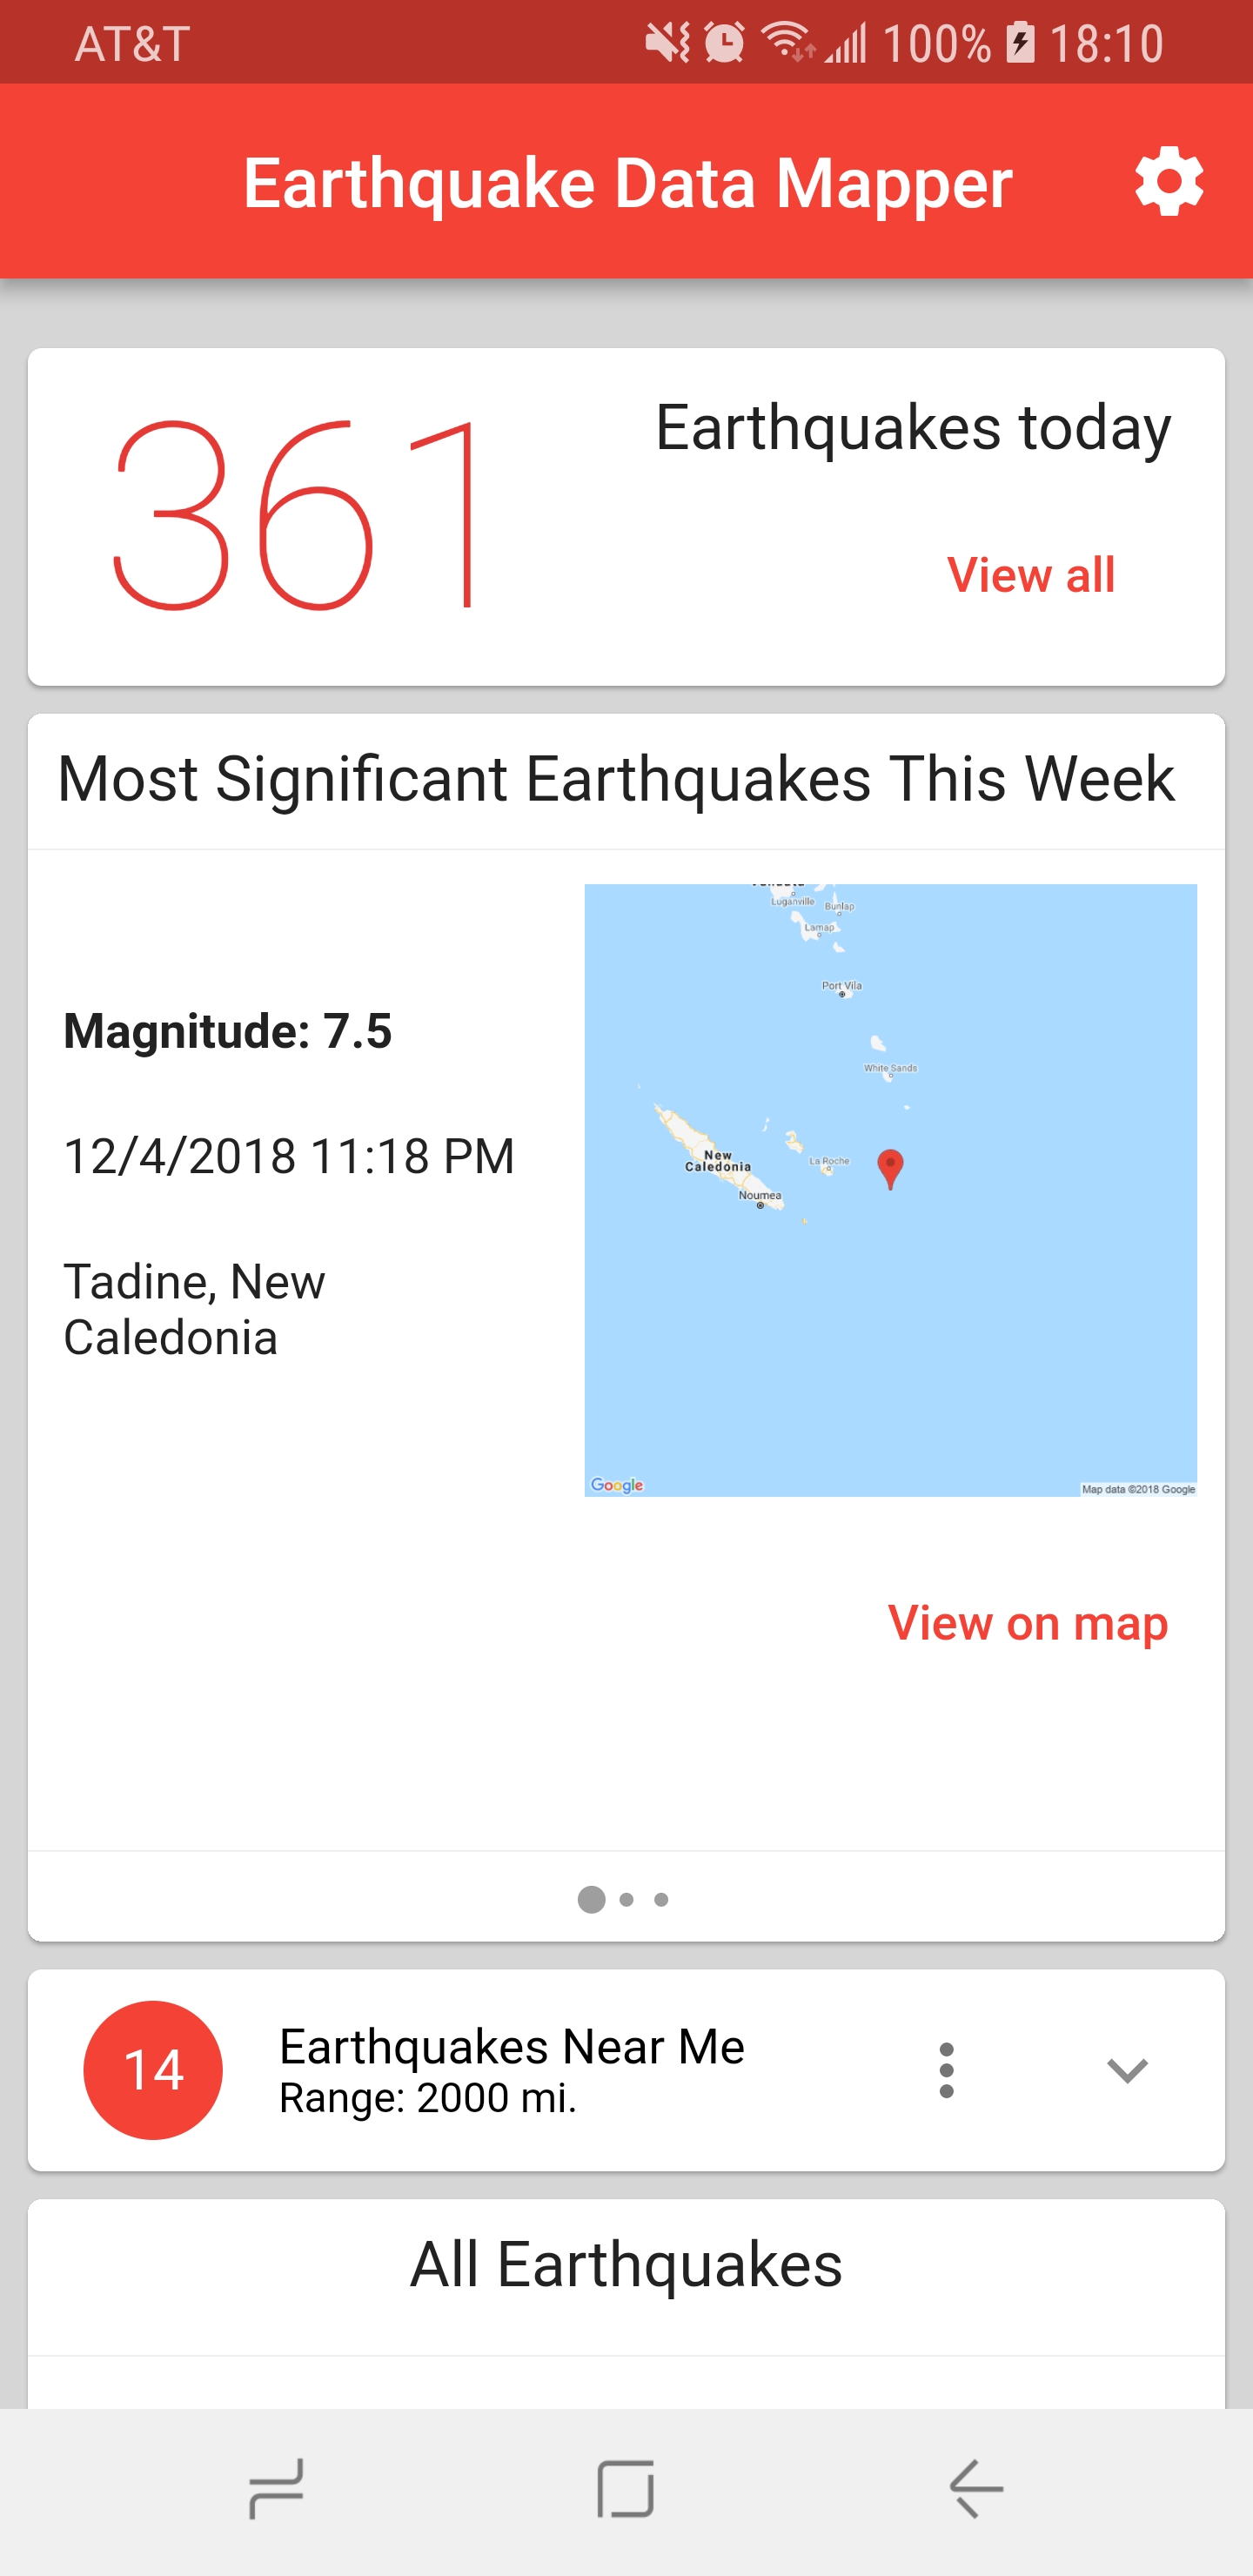 AT&T 100% 18:10
Earthquake Data Mapper
361
Earthquakes today
View all
Most Significant Earthquakes This Week
Magnitude: 7.5
12/4/2018 11:18 PM
Tadine, New
Caledonia
Luganville
Bunlap
Lamap
Port Vila
White Sands
New
Caledonia
La Roche
Noumea
Google
Map data ©2018 Google
View on map
14
Earthquakes Near Me
Range: 2000 mi.
All Earthquakes